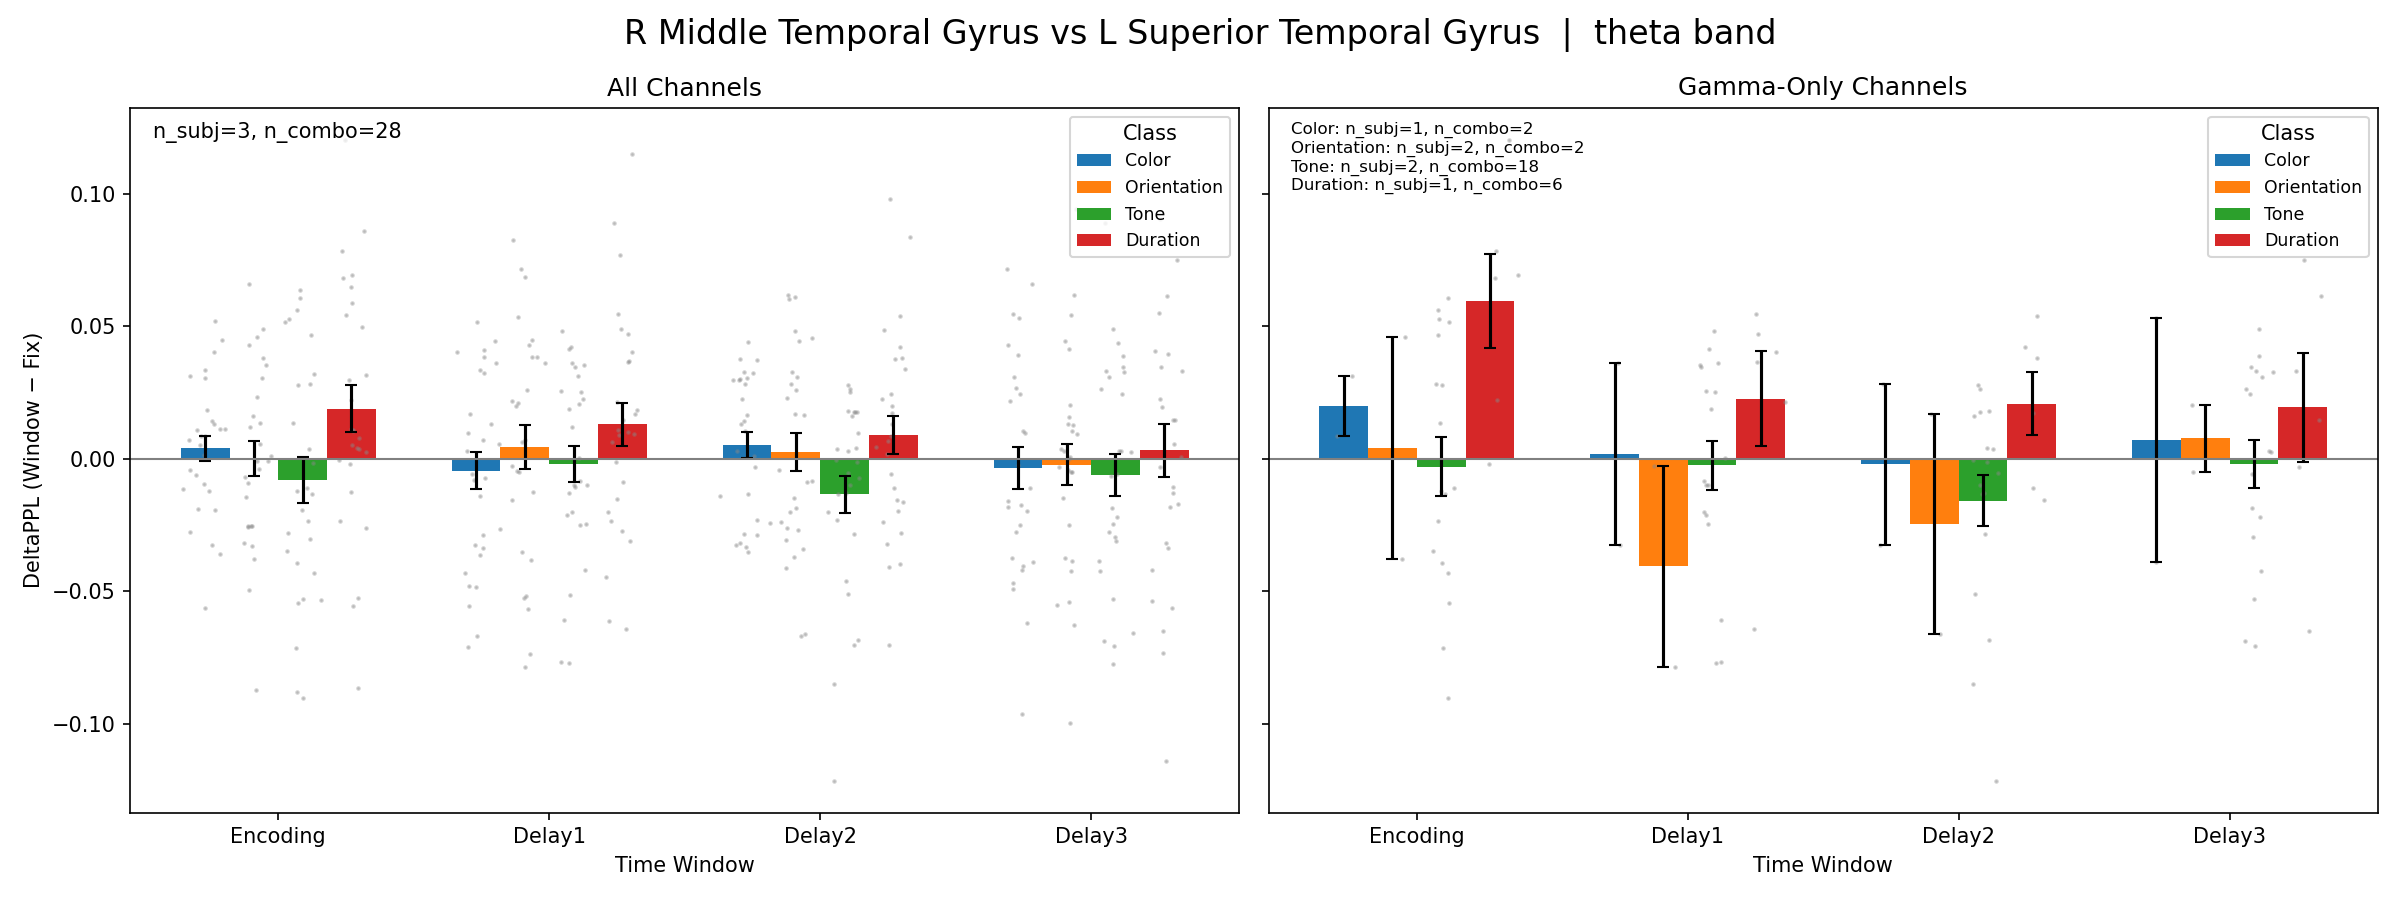 R Middle Temporal Gyrus vs L Superior Temporal Gyrus | theta band
All Channels
n_subj=3, n_combo=28
Class
Color
Orientation
Tone
Duration
DeltaPPL (Window − Fix)
0.10
0.05
0.00
−0.05
−0.10
Encoding
Delay1
Delay2
Delay3
Time Window
Gamma-Only Channels
Color: n_subj=1, n_combo=2
Orientation: n_subj=2, n_combo=2
Tone: n_subj=2, n_combo=18
Duration: n_subj=1, n_combo=6
Class
Color
Orientation
Tone
Duration
Encoding
Delay1
Delay2
Delay3
Time Window